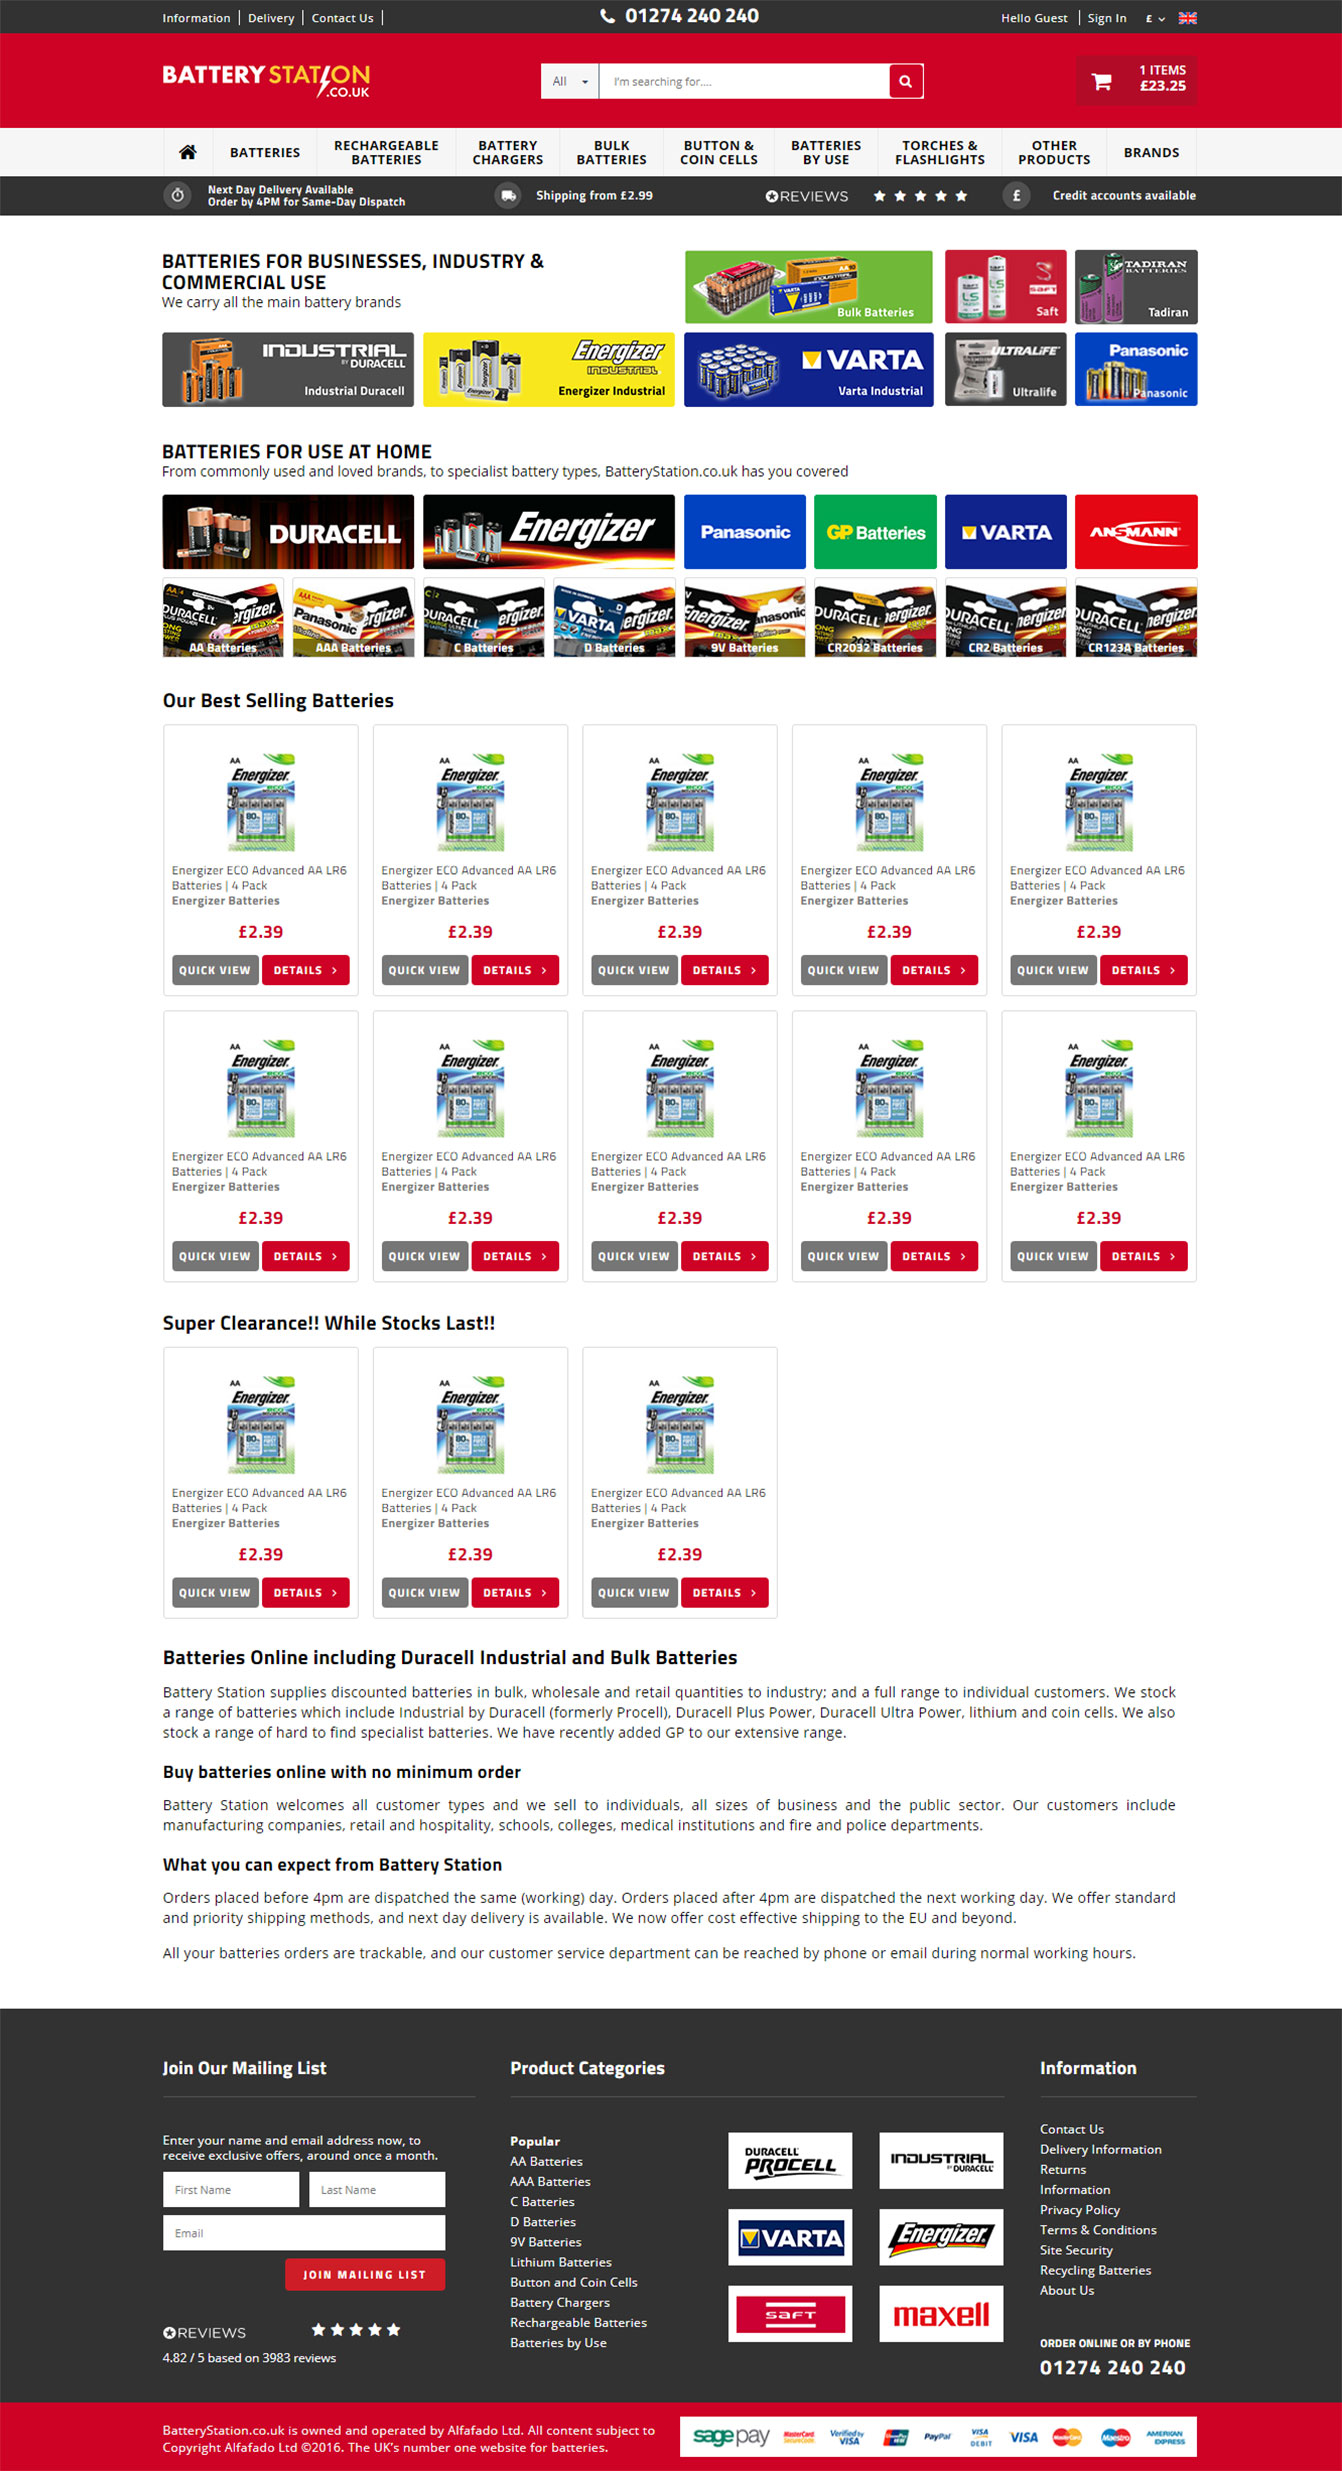 Information | Delivery | Contact Us |
01274 240 240
Hello Guest | Sign In £
BATTERY STATION
.CO.UK
All
I'm searching for....
1 ITEMS
£23.25
BATTERIES
RECHARGEABLE
BATTERIES
BATTERY
CHARGERS
BULK
BATTERIES
BUTTON &
COIN CELLS
BATTERIES
BY USE
TORCHES &
FLASHLIGHTS
OTHER
PRODUCTS
BRANDS
Next Day Delivery Available
Order by 4PM for Same-Day Dispatch
Shipping from £2.99
REVIEWS
£
Credit accounts available
BATTERIES FOR BUSINESSES, INDUSTRY &
COMMERCIAL USE
We carry all the main battery brands
Bulk Batteries
SAFT
Saft
TADIRAN
BATTERIES
Tadiran
INDUSTRIAL
BY DURACELL
Industrial Duracell
Energizer
INDUSTRIAL
Energizer Industrial
VARTA
Varta Industrial
ULTRALIFE
Ultralife
Panasonic
Panasonic
BATTERIES FOR USE AT HOME
From commonly used and loved brands, to specialist battery types, BatteryStation.co.uk has you covered
DURACELL
Energizer
Panasonic
GP Batteries
VARTA
ANSMANN
AA Batteries
AAA Batteries
C Batteries
D Batteries
9V Batteries
CR2032 Batteries
CR2 Batteries
CR123A Batteries
Our Best Selling Batteries
AA
Energizer
Energizer ECO Advanced AA LR6
Batteries | 4 Pack
Energizer Batteries
£2.39
QUICK VIEW DETAILS >
AA
Energizer
Energizer ECO Advanced AA LR6
Batteries | 4 Pack
Energizer Batteries
£2.39
QUICK VIEW DETAILS >
AA
Energizer
Energizer ECO Advanced AA LR6
Batteries | 4 Pack
Energizer Batteries
£2.39
QUICK VIEW DETAILS >
AA
Energizer
Energizer ECO Advanced AA LR6
Batteries | 4 Pack
Energizer Batteries
£2.39
QUICK VIEW DETAILS >
AA
Energizer
Energizer ECO Advanced AA LR6
Batteries | 4 Pack
Energizer Batteries
£2.39
QUICK VIEW DETAILS >
AA
Energizer
Energizer ECO Advanced AA LR6
Batteries | 4 Pack
Energizer Batteries
£2.39
QUICK VIEW DETAILS >
AA
Energizer
Energizer ECO Advanced AA LR6
Batteries | 4 Pack
Energizer Batteries
£2.39
QUICK VIEW DETAILS >
AA
Energizer
Energizer ECO Advanced AA LR6
Batteries | 4 Pack
Energizer Batteries
£2.39
QUICK VIEW DETAILS >
AA
Energizer
Energizer ECO Advanced AA LR6
Batteries | 4 Pack
Energizer Batteries
£2.39
QUICK VIEW DETAILS >
AA
Energizer
Energizer ECO Advanced AA LR6
Batteries | 4 Pack
Energizer Batteries
£2.39
QUICK VIEW DETAILS >
Super Clearance!! While Stocks Last!!
AA
Energizer
Energizer ECO Advanced AA LR6
Batteries | 4 Pack
Energizer Batteries
£2.39
QUICK VIEW DETAILS >
AA
Energizer
Energizer ECO Advanced AA LR6
Batteries | 4 Pack
Energizer Batteries
£2.39
QUICK VIEW DETAILS >
AA
Energizer
Energizer ECO Advanced AA LR6
Batteries | 4 Pack
Energizer Batteries
£2.39
QUICK VIEW DETAILS >
Batteries Online including Duracell Industrial and Bulk Batteries
Battery Station supplies discounted batteries in bulk, wholesale and retail quantities to industry; and a full range to individual customers. We stock
a range of batteries which include Industrial by Duracell (formerly Procell), Duracell Plus Power, Duracell Ultra Power, lithium and coin cells. We also
stock a range of hard to find specialist batteries. We have recently added GP to our extensive range.
Buy batteries online with no minimum order
Battery Station welcomes all customer types and we sell to individuals, all sizes of business and the public sector. Our customers include
manufacturing companies, retail and hospitality, schools, colleges, medical institutions and fire and police departments.
What you can expect from Battery Station
Orders placed before 4pm are dispatched the same (working) day. Orders placed after 4pm are dispatched the next working day. We offer standard
and priority shipping methods, and next day delivery is available. We now offer cost effective shipping to the EU and beyond.
All your batteries orders are trackable, and our customer service department can be reached by phone or email during normal working hours.
Join Our Mailing List
Enter your name and email address now, to
receive exclusive offers, around once a month.
First Name
Last Name
Email
JOIN MAILING LIST
REVIEWS
4.82 / 5 based on 3983 reviews
Product Categories
Popular
AA Batteries
AAA Batteries
C Batteries
D Batteries
9V Batteries
Lithium Batteries
Button and Coin Cells
Battery Chargers
Rechargeable Batteries
Batteries by Use
DURACELL
PROCELL
INDUSTRIAL
BY DURACELL
VARTA
Energizer
SAFT
maxell
Information
Contact Us
Delivery Information
Returns
Information
Privacy Policy
Terms & Conditions
Site Security
Recycling Batteries
About Us
ORDER ONLINE OR BY PHONE
01274 240 240
BatteryStation.co.uk is owned and operated by Alfafado Ltd. All content subject to
Copyright Alfafado Ltd ©2016. The UK's number one website for batteries.
sage pay
MasterCard
SECURECODE
Verified by
VISA
PayPal
VISA
DEBIT
VISA
MasterCard
Maestro
AMERICAN
EXPRESS